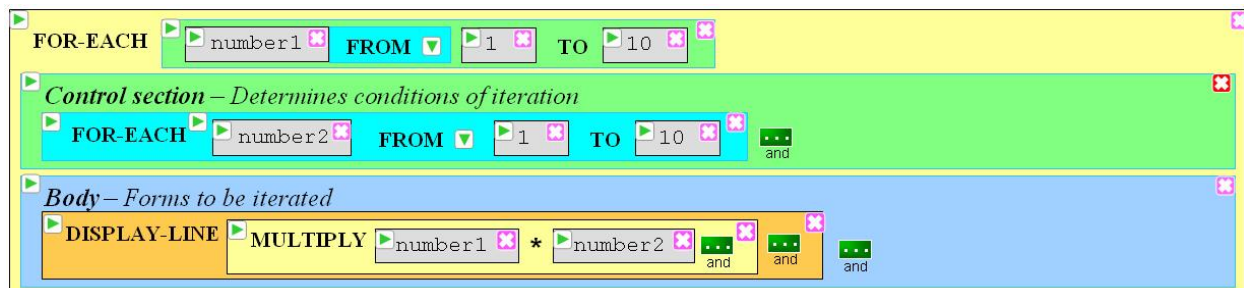 FOR-EACH number1 FROM 1 TO 10
Control section – Determines conditions of iteration
FOR-EACH number2 FROM 1 TO 10 ... and
Body – Forms to be iterated
DISPLAY-LINE MULTIPLY number1 * number2 ... and ... and ... and